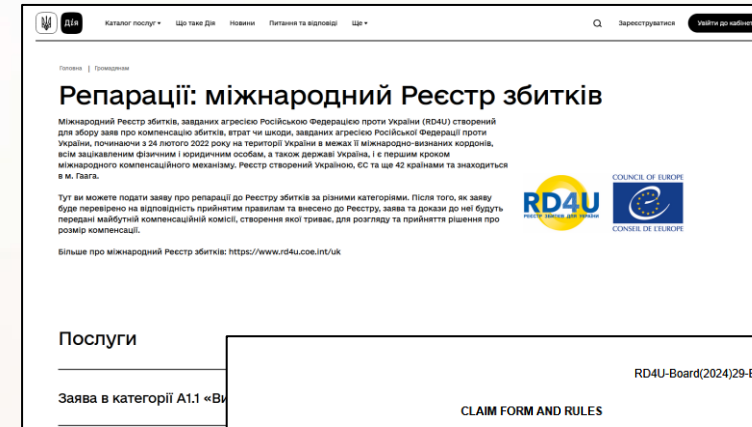 Дія
Каталог послуг
Що таке Дія
Новини
Питання та відповіді
Ще
Зареєструватися
Увійти до кабінет
Головна | Громадянам
Репарації: міжнародний Реєстр збитків
Міжнародний Реєстр збитків, завданих агресією Російською Федерацією проти України (RD4U) створений
для збору заяв про компенсацію збитків, втрат чи шкоди, завданих агресією Російської Федерації проти
України, починаючи з 24 лютого 2022 року на території України в межах її міжнародно-визнаних кордонів,
всім зацікавленим фізичним і юридичним особам, а також державі Україна, і є першим кроком
міжнародного компенсаційного механізму. Реєстр створений Україною, ЄС та ще 42 країнами та знаходиться
в м. Гаага.
Тут ви можете подати заяву про репарації до Реєстру збитків за різними категоріями. Після того, як заяву
буде перевірено на відповідність прийнятим правилам та внесено до Реєстру, заява та докази до неї будуть
передані майбутній компенсаційній комісії, створення якої триває, для розгляду та прийняття рішення про
розмір компенсації.
Більше про міжнародний Реєстр збитків: https://www.rd4u.coe.int/uk
RD4U
РЕЄСТР ЗБИТКІВ ДЛЯ УКРАЇНИ
COUNCIL OF EUROPE
CONSEIL DE L'EUROPE
Послуги
Заява в категорії А1.1 «Ви
RD4U-Board(2024)29-E
CLAIM FORM AND RULES